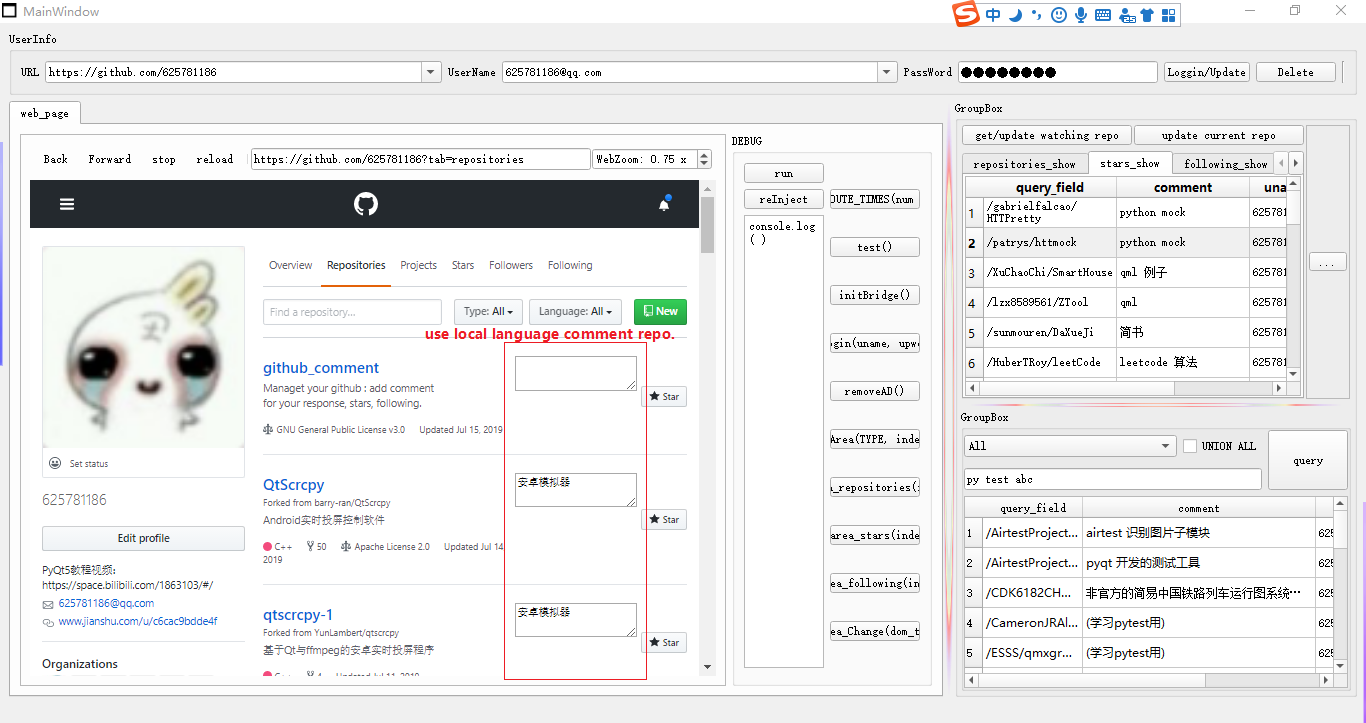 MainWindow
中
UserInfo
URL
https://github.com/625781186
UserName
625781186@qq.com
PassWord
Loggin/Update
Delete
web_page
Back
Forward
stop
reload
https://github.com/625781186?tab=repositories
WebZoom: 0.75 x
Overview
Repositories
Projects
Stars
Followers
Following
Find a repository...
Type: All
Language: All
New
use local language comment repo.
github_comment
Managet your github : add comment
for your response, stars, following.
GNU General Public License v3.0
Updated Jul 15, 2019
Star
QtScrcpy
Forked from barry-ran/QtScrcpy
Android实时投屏控制软件
C++
50
Apache License 2.0
Updated Jul 14,
2019
安卓模拟器
Star
qtscrcpy-1
Forked from YunLambert/qtscrcpy
基于Qt与ffmpeg的安卓实时投屏程序
C++
4
Updated Jul 11, 2019
安卓模拟器
Star
Set status
625781186
Edit profile
PyQt5教程视频:
https://space.bilibili.com/1863103/#/
625781186@qq.com
www.jianshu.com/u/c6cac9bdde4f
Organizations
DEBUG
run
reInject
console.log
( )
OUTE_TIMES(num
test()
initBridge()
ogin(uname, upwo
removeAD()
Area(TYPE, inde
a_repositories(i
area_stars(inde
ea_following(in
ea_Change(dom_t
GroupBox
get/update watching repo
update current repo
repositories_show
stars_show
following_show
query_field
comment
una
1
/gabrielfalcao/
HTTPretty
python mock
625781
2
/patrys/httmock
python mock
625781
3
/XuChaoChi/SmartHouse
qml 例子
625781
4
/lzx8589561/ZTool
qml
625781
5
/sunmouren/DaXueJi
简书
625781
6
/HuberTRoy/leetCode
leetcode 算法
625781
...
GroupBox
All
UNION ALL
query
py test abc
query_field
comment
1
/AirtestProject...
airtest 识别图片子模块
625
2
/AirtestProject...
pyqt 开发的测试工具
625
3
/CDK6182CH...
非官方的简易中国铁路列车运行图系统…
625
4
/CameronJRAl...
(学习pytest用)
625
5
/ESSS/qmxgr...
(学习pytest用)
625